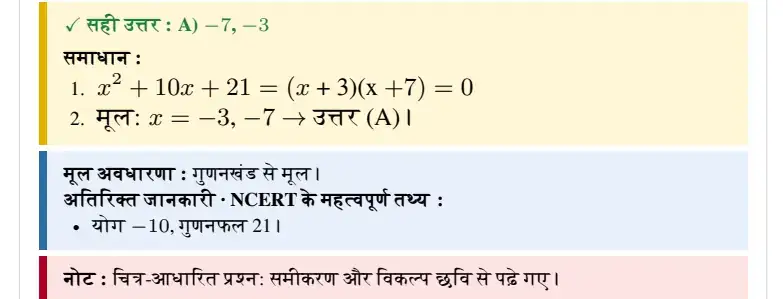 ✓ सही उत्तर : A) −7, −3
समाधान :
1. x² + 10x + 21 = (x + 3)(x +7) = 0
2. मूल: x = −3, −7 → उत्तर (A)।
मूल अवधारणा : गुणनखंड से मूल।
अतिरिक्त जानकारी · NCERT के महत्वपूर्ण तथ्य :
• योग −10, गुणनफल 21।
नोट : चित्र-आधारित प्रश्न: समीकरण और विकल्प छवि से पढ़े गए।